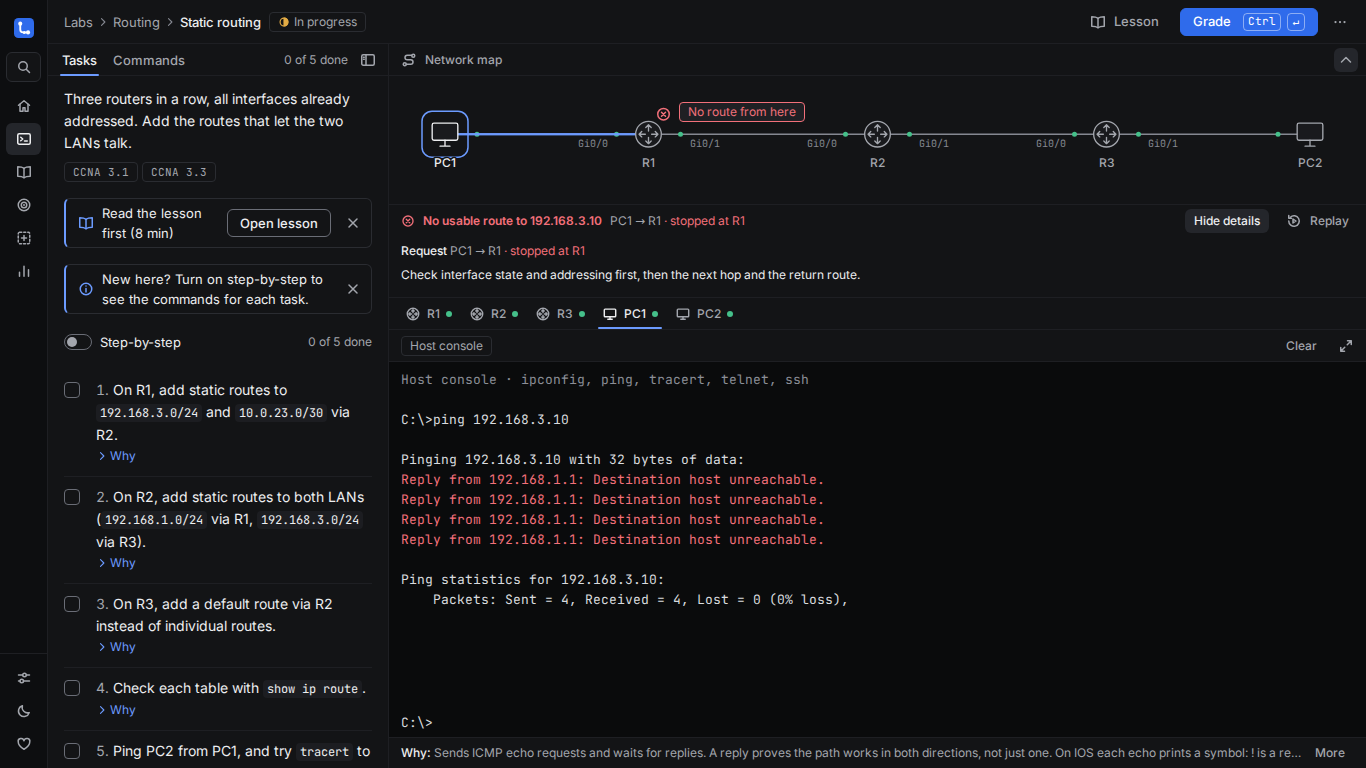 Labs > Routing > Static routing In progress
Lesson
Grade Ctrl ↵
Tasks Commands 0 of 5 done
Three routers in a row, all interfaces already
addressed. Add the routes that let the two
LANs talk.
CCNA 3.1 CCNA 3.3
Read the lesson
first (8 min)
Open lesson
New here? Turn on step-by-step to
see the commands for each task.
Step-by-step 0 of 5 done
1. On R1, add static routes to
192.168.3.0/24 and 10.0.23.0/30 via
R2.
> Why
2. On R2, add static routes to both LANs
(192.168.1.0/24 via R1, 192.168.3.0/24
via R3).
> Why
3. On R3, add a default route via R2
instead of individual routes.
> Why
4. Check each table with show ip route.
> Why
5. Ping PC2 from PC1, and try tracert to
Network map
No route from here
Gi0/0 Gi0/1 Gi0/0 Gi0/1 Gi0/0 Gi0/1
PC1 R1 R2 R3 PC2
No usable route to 192.168.3.10 PC1 → R1 · stopped at R1
Hide details Replay
Request PC1 → R1 · stopped at R1
Check interface state and addressing first, then the next hop and the return route.
R1 R2 R3 PC1 PC2
Host console Clear
Host console · ipconfig, ping, tracert, telnet, ssh
C:\>ping 192.168.3.10
Pinging 192.168.3.10 with 32 bytes of data:
Reply from 192.168.1.1: Destination host unreachable.
Reply from 192.168.1.1: Destination host unreachable.
Reply from 192.168.1.1: Destination host unreachable.
Reply from 192.168.1.1: Destination host unreachable.
Ping statistics for 192.168.3.10:
Packets: Sent = 4, Received = 4, Lost = 0 (0% loss),
C:\>
Why: Sends ICMP echo requests and waits for replies. A reply proves the path works in both directions, not just one. On IOS each echo prints a symbol: ! is a re... More